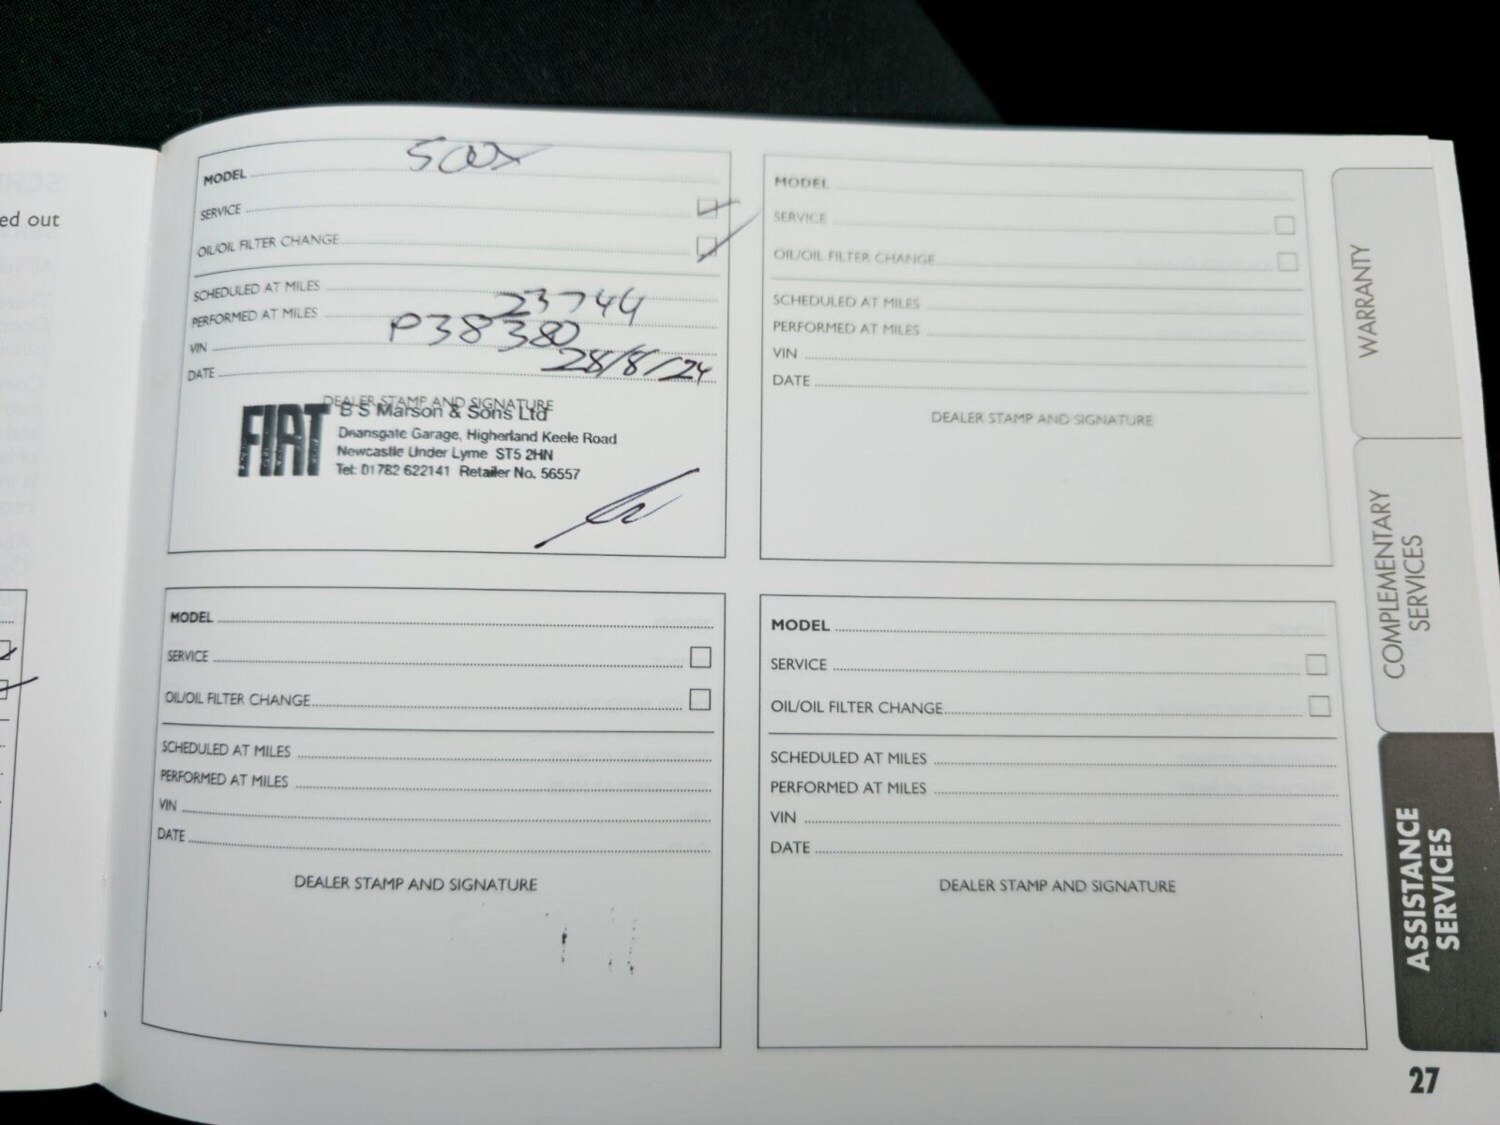 ed out
MODEL 500X
SERVICE
OIL/OIL FILTER CHANGE
SCHEDULED AT MILES
PERFORMED AT MILES 23744
VIN P38380
DATE 28/8/24
DEALER STAMP AND SIGNATURE
FIAT
B S Marson & Sons Ltd
Deansgate Garage, Higherland Keele Road
Newcastle Under Lyme ST5 2HN
Tel: 01782 622141 Retailer No. 56557
MODEL
SERVICE
OIL/OIL FILTER CHANGE
SCHEDULED AT MILES
PERFORMED AT MILES
VIN
DATE
DEALER STAMP AND SIGNATURE
MODEL
SERVICE
OIL/OIL FILTER CHANGE
SCHEDULED AT MILES
PERFORMED AT MILES
VIN
DATE
DEALER STAMP AND SIGNATURE
MODEL
SERVICE
OIL/OIL FILTER CHANGE
SCHEDULED AT MILES
PERFORMED AT MILES
VIN
DATE
DEALER STAMP AND SIGNATURE
WARRANTY
COMPLEMENTARY
SERVICES
ASSISTANCE
SERVICES
27